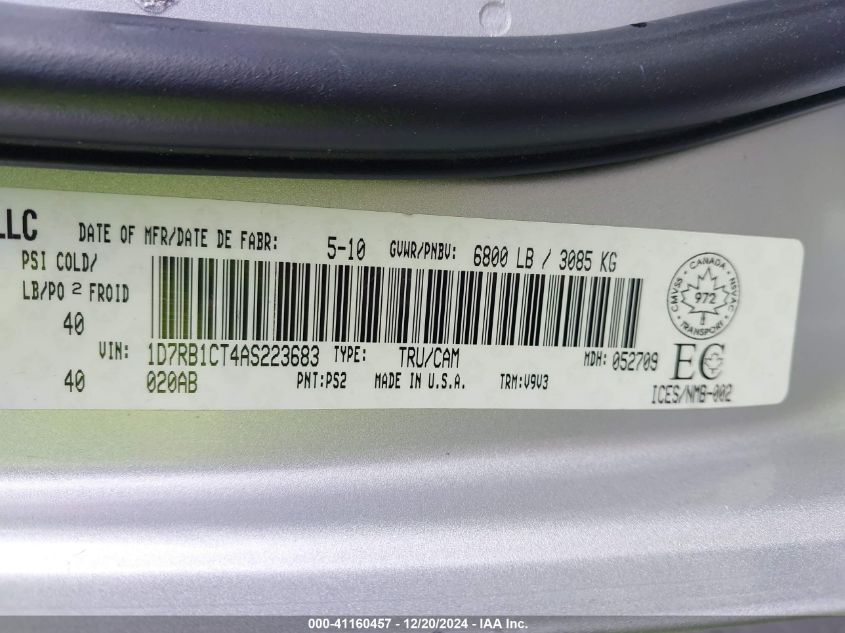 LLC DATE OF MFR/DATE DE FABR: 5-10 GVWR/PNBV: 6800 LB / 3085 KG
PSI COLD/
LB/PO 2 FROID
40
CANADA
CMVSS 972 NSVAC
TRANSPORT
VIN: 1D7RB1CT4AS223683 TYPE: TRU/CAM MDH: 052709
EC
40 020AB PNT:PS2 MADE IN U.S.A. TRM:V9V3 ICES/NMB-002
000-41160457 - 12/20/2024 - IAA Inc.